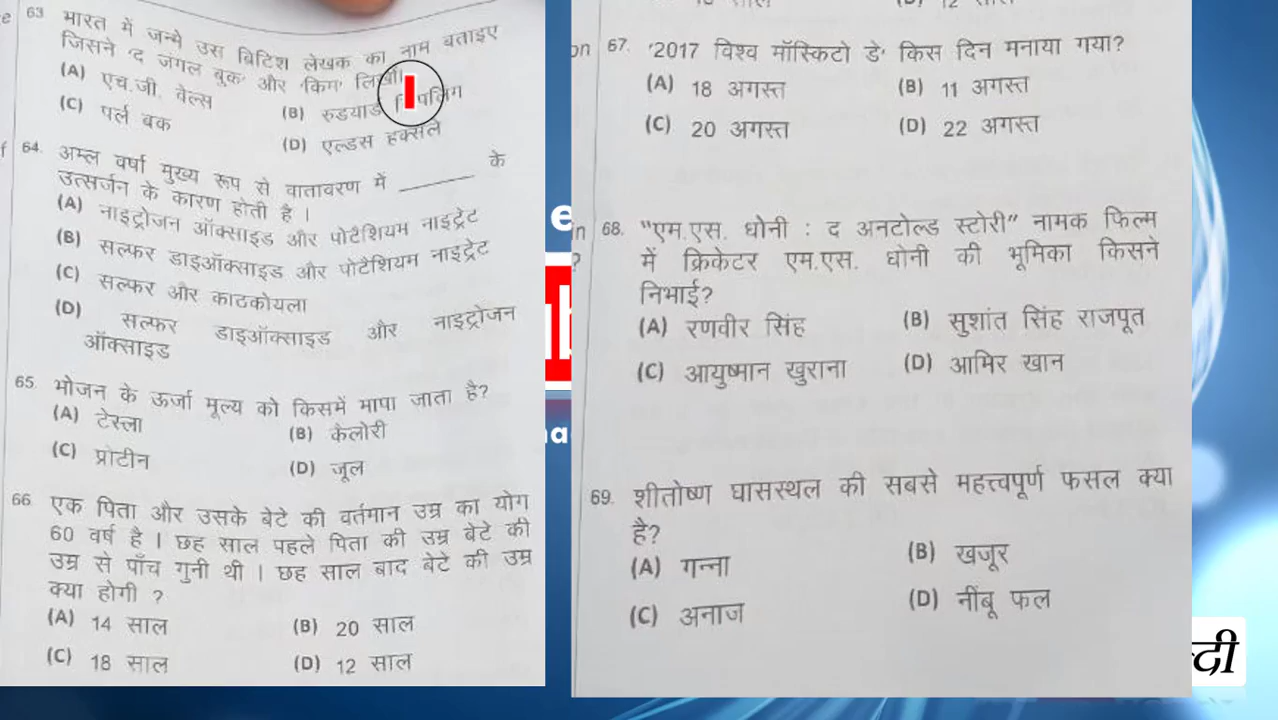 63 भारत में जन्मे उस ब्रिटिश लेखक का नाम बताइए
जिसने 'द जंगल बुक' और 'किम' लिखी।
(A) एच.जी. वेल्स
(B) रुडयार्ड
(C) पर्ल बक
(D) एल्डस हक्सले
64. अम्ल वर्षा मुख्य रूप से वातावरण में ________ के
उत्सर्जन के कारण होती है ।
(A) नाइट्रोजन ऑक्साइड और पोटैशियम नाइट्रेट
(B) सल्फर डाइऑक्साइड और पोटैशियम नाइट्रेट
(C) सल्फर और काठकोयला
(D) सल्फर डाइऑक्साइड और नाइट्रोजन
ऑक्साइड
65. भोजन के ऊर्जा मूल्य को किसमें मापा जाता है?
(A) टेस्ला
(B) कैलोरी
(C) प्रोटीन
(D) जूल
66. एक पिता और उसके बेटे की वर्तमान उम्र का योग
60 वर्ष है । छह साल पहले पिता की उम्र बेटे की
उम्र से पाँच गुनी थी । छह साल बाद बेटे की उम्र
क्या होगी ?
(A) 14 साल
(B) 20 साल
(C) 18 साल
(D) 12 साल
67. '2017 विश्व मॉस्किटो डे' किस दिन मनाया गया?
(A) 18 अगस्त
(B) 11 अगस्त
(C) 20 अगस्त
(D) 22 अगस्त
68. "एम.एस. धोनी : द अनटोल्ड स्टोरी" नामक फिल्म
में क्रिकेटर एम.एस. धोनी की भूमिका किसने
निभाई?
(A) रणवीर सिंह
(B) सुशांत सिंह राजपूत
(C) आयुष्मान खुराना
(D) आमिर खान
69. शीतोष्ण घासस्थल की सबसे महत्त्वपूर्ण फसल क्या
है?
(A) गन्ना
(B) खजूर
(C) अनाज
(D) नींबू फल